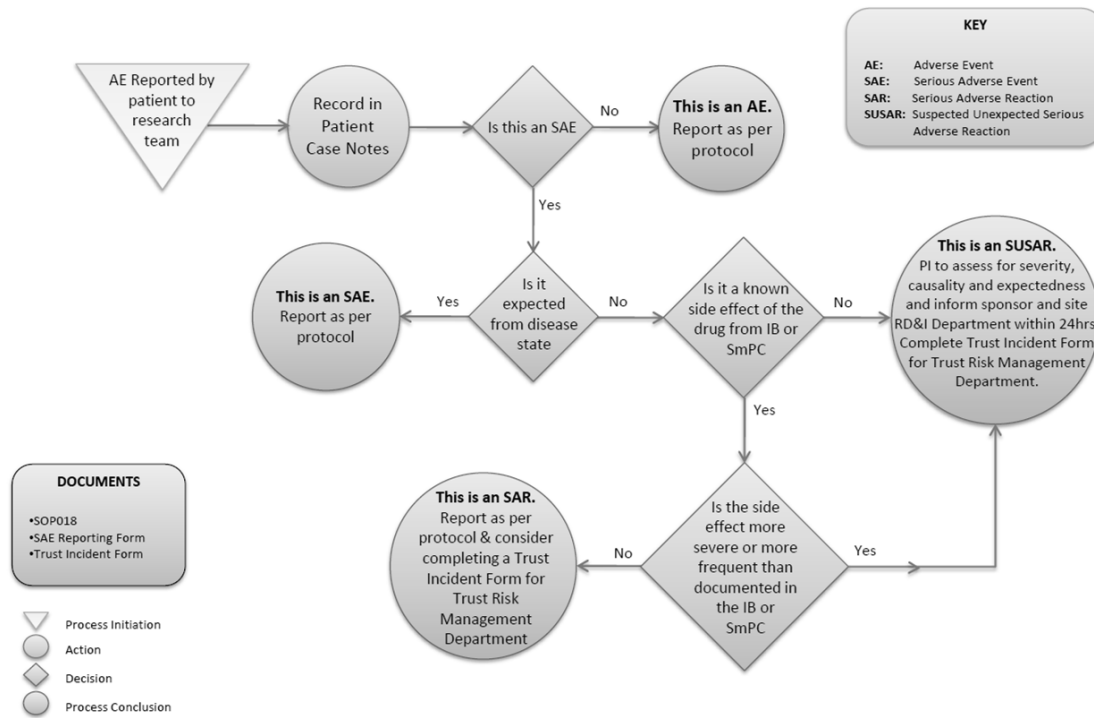 AE Reported by
patient to
research
team
Record in
Patient
Case Notes
Is this an SAE
No
This is an AE.
Report as per
protocol
KEY
AE: Adverse Event
SAE: Serious Adverse Event
SAR: Serious Adverse Reaction
SUSAR: Suspected Unexpected Serious
Adverse Reaction
Yes
This is an SAE.
Report as per
protocol
Yes
Is it
expected
from disease
state
No
Is it a known
side effect of the
drug from IB or
SmPC
No
This is an SUSAR.
PI to assess for severity,
causality and expectedness
and inform sponsor and site
RD&I Department within 24hrs
Complete Trust Incident Form
for Trust Risk Management
Department.
Yes
This is an SAR.
Report as per
protocol & consider
completing a Trust
Incident Form for
Trust Risk
Management
Department
No
Is the side
effect more
severe or more
frequent than
documented in
the IB or
SmPC
Yes
DOCUMENTS
•SOP018
•SAE Reporting Form
•Trust Incident Form
Process Initiation
Action
Decision
Process Conclusion